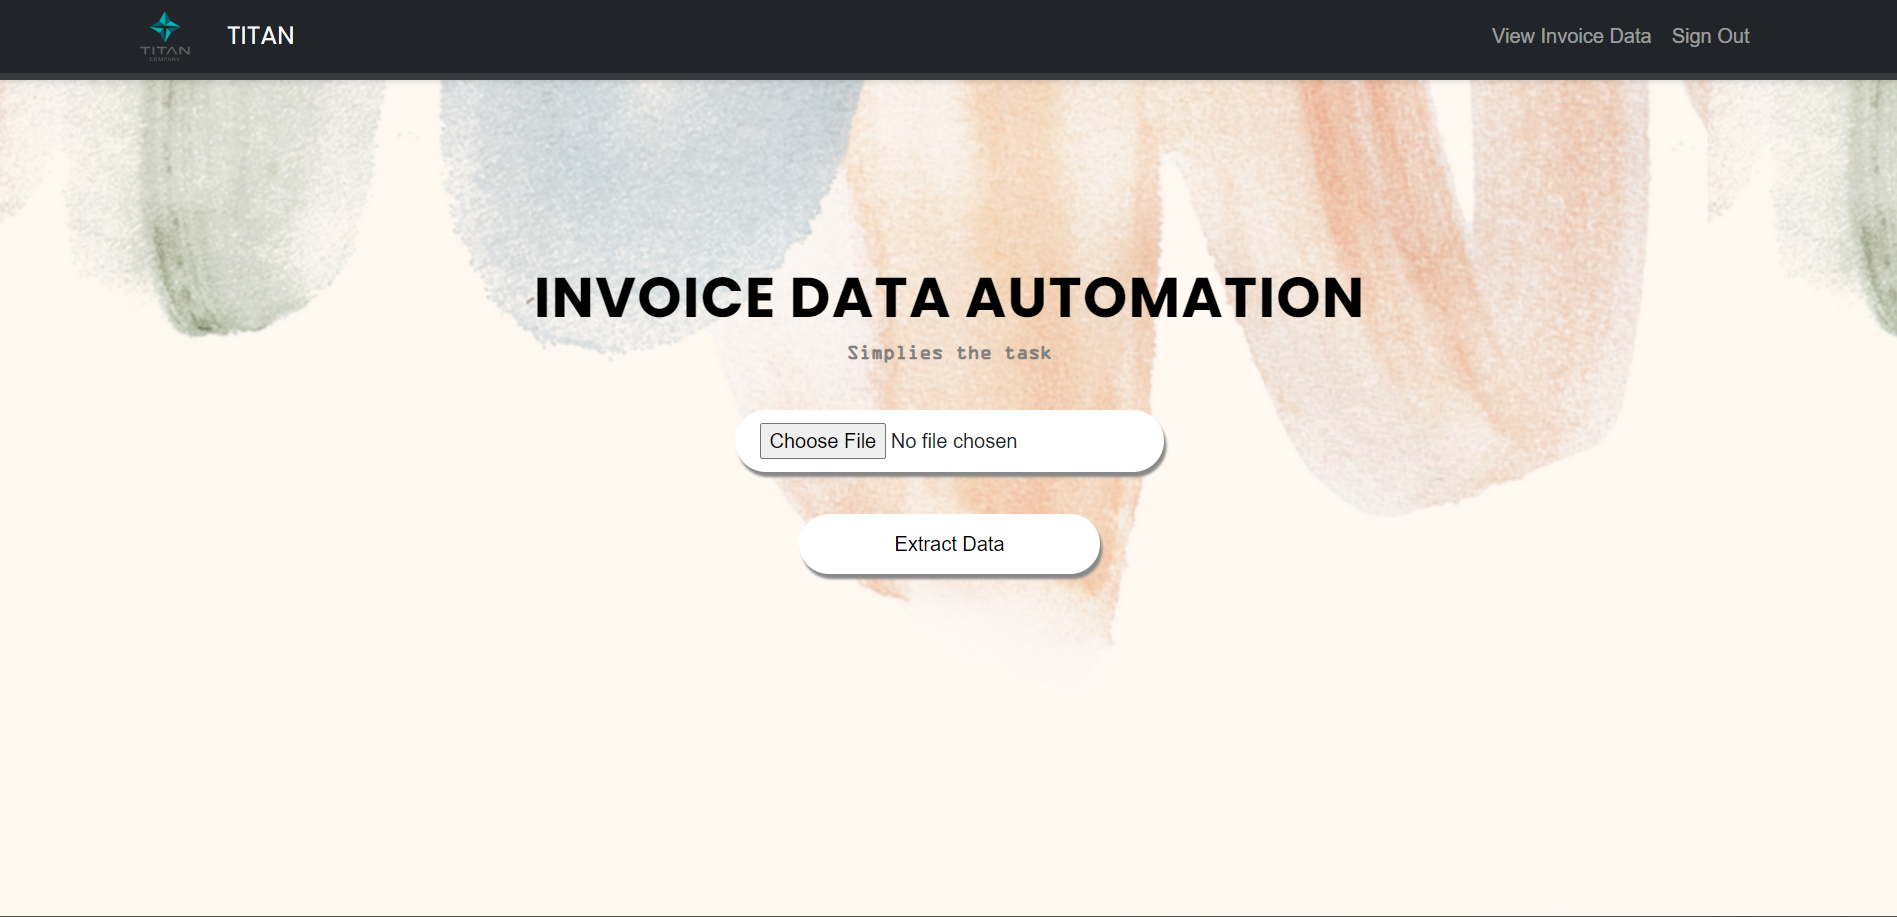 TITAN
COMPANY
TITAN
View Invoice Data
Sign Out
INVOICE DATA AUTOMATION
Simplies the task
Choose File No file chosen
Extract Data